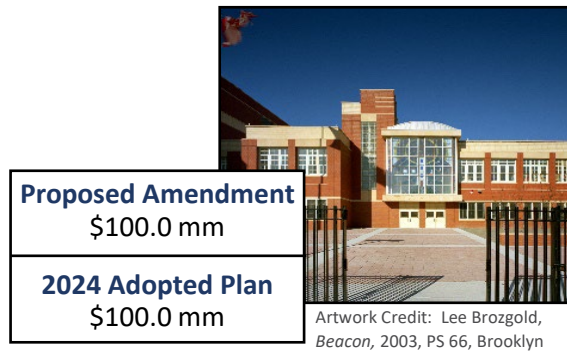 Proposed Amendment
$100.0 mm
2024 Adopted Plan
$100.0 mm
Artwork Credit: Lee Brozgold,
Beacon, 2003, PS 66, Brooklyn